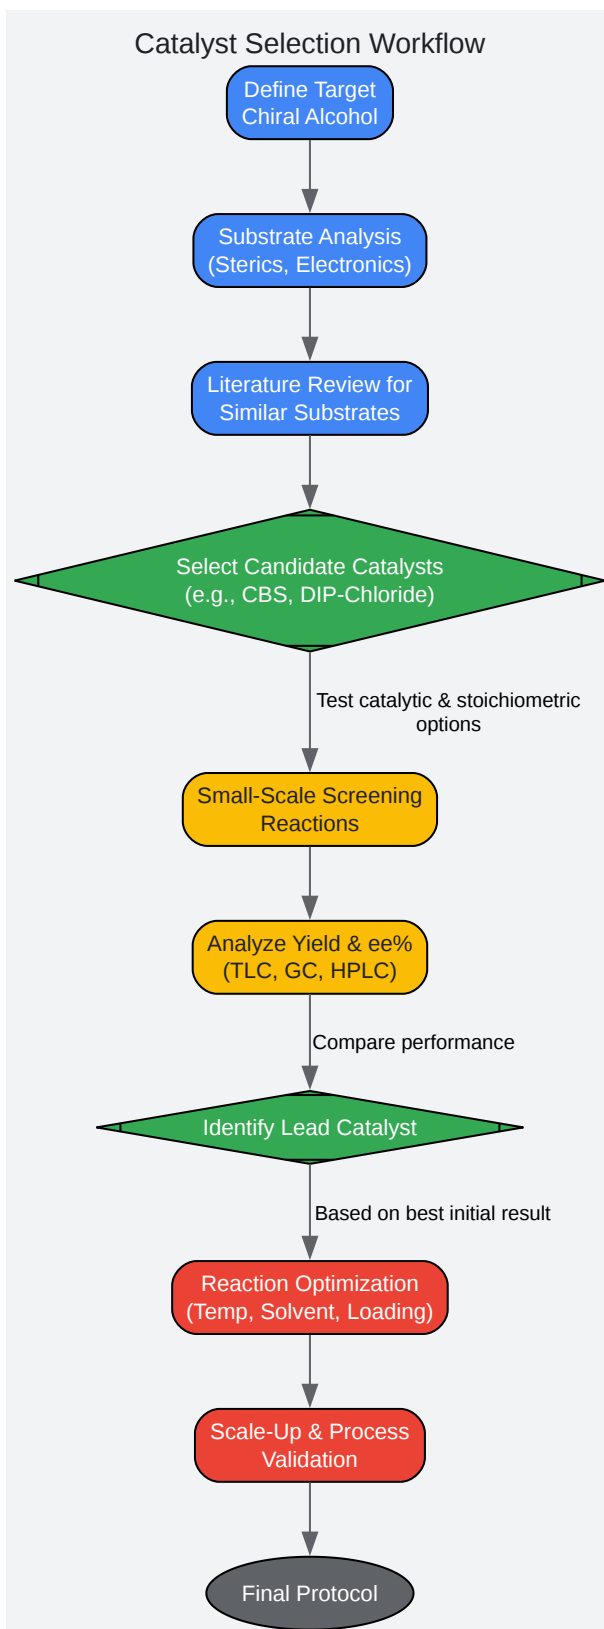 Catalyst Selection Workflow
Define Target
Chiral Alcohol
Substrate Analysis
(Sterics, Electronics)
Literature Review for
Similar Substrates
Select Candidate Catalysts
(e.g., CBS, DIP-Chloride)
Test catalytic & stoichiometric
options
Small-Scale Screening
Reactions
Analyze Yield & ee%
(TLC, GC, HPLC)
Compare performance
Identify Lead Catalyst
Based on best initial result
Reaction Optimization
(Temp, Solvent, Loading)
Scale-Up & Process
Validation
Final Protocol